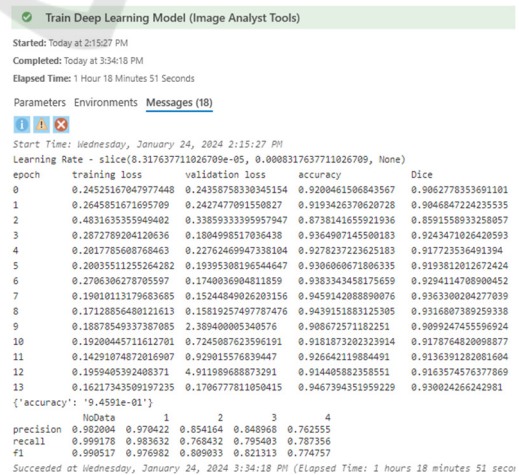 Train Deep Learning Model (Image Analyst Tools)
Started: Today at 2:15:27 PM
Completed: Today at 3:34:18 PM
Elapsed Time: 1 Hour 18 Minutes 51 Seconds
Parameters Environments Messages (18)
Start Time: Wednesday, January 24, 2024 2:15:27 PM
Learning Rate - slice(8.317637711026709e-05, 0.0008317637711026709, None)
epoch training loss validation loss accuracy Dice
0 0.24525167047977448 0.24358758330345154 0.9200461506843567 0.9062778353691101
1 0.2644581671695709 0.2427477091550827 0.9193426370620728 0.9046847224235535
2 0.4831635355949402 0.33859333395957947 0.8738141655921936 0.8591558933258057
3 0.2872789204120636 0.1804998517036438 0.9364907145500183 0.9243471026420593
4 0.2017785608768463 0.22762469947338104 0.9278237223625183 0.917723536491394
5 0.20035511255264282 0.19395308196544647 0.9306060671806335 0.9193812012672424
6 0.2706306278705597 0.1740036904811859 0.9383343458175659 0.9294114708900452
7 0.19010113179683685 0.15244849026203156 0.9459142088890076 0.9363300204277039
8 0.17128856480121613 0.15819257497787476 0.9439151883125305 0.9316807389259338
9 0.18878549337387085 2.389400005340576 0.908672571182251 0.9099247455596924
10 0.19200445711612701 0.7245087623596191 0.9181873202323914 0.9178764820098877
11 0.14291074872016907 0.929015576839447 0.926642119884491 0.9136391282081604
12 0.1959405392408371 4.911989688873291 0.914405882358551 0.9163574576377869
13 0.16217343509197235 0.1706777811050415 0.9467394351959229 0.930024266242981
{'accuracy': '9.4591e-01'}
NoData 1 2 3 4
precision 0.982004 0.970422 0.854164 0.848968 0.762555
recall 0.999178 0.983632 0.768432 0.795403 0.787356
f1 0.990517 0.976982 0.809033 0.821313 0.774757
Succeeded at Wednesday, January 24, 2024 3:34:18 PM (Elapsed Time: 1 hours 18 minutes 51 secon